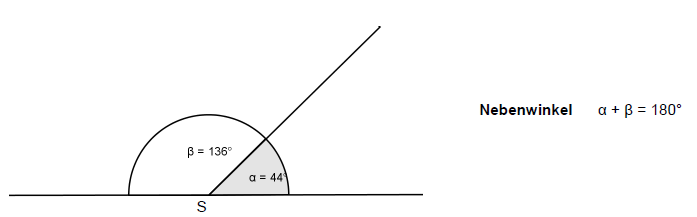 Nebenwinkel α + β = 180°
β = 136°
α = 44°
S